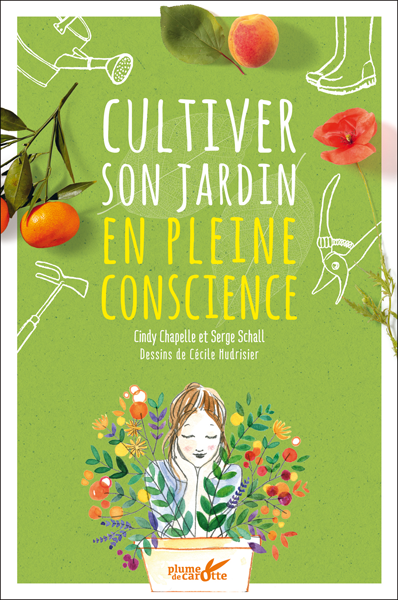 CULTIVER
SON JARDIN
EN PLEINE
CONSCIENCE
Cindy Chapelle et Serge Schall
Dessins de Cécile Hudrisier
plume
de carotte